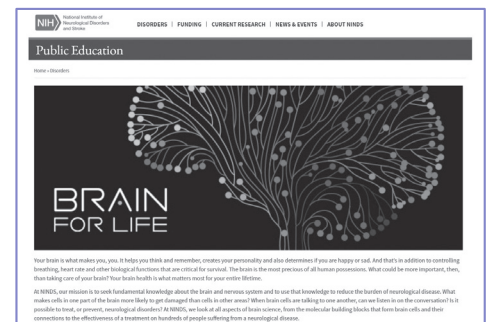 NIH
National Institute of
Neurological Disorders
and Stroke
DISORDERS | FUNDING | CURRENT RESEARCH | NEWS & EVENTS | ABOUT NINDS
Public Education
Home » Disorders
BRAIN
FOR LIFE
Your brain is what makes you, you. It helps you think and remember, creates your personality and also determines if you are happy or sad. And that's in addition to controlling
breathing, heart rate and other biological functions that are critical for survival. The brain is the most precious of all human possessions. What could be more important, then,
than taking care of your brain? Your brain health is what matters most for your entire lifetime.
At NINDS, our mission is to seek fundamental knowledge about the brain and nervous system and to use that knowledge to reduce the burden of neurological disease. What
makes cells in one part of the brain more likely to get damaged than cells in other areas? When brain cells are talking to one another, can we listen in on the conversation? Is it
possible to treat, or prevent, neurological disorders? At NINDS, we look at all aspects of brain science, from the molecular building blocks that form brain cells and their
connections to the effectiveness of a treatment on hundreds of people suffering from a neurological disease.